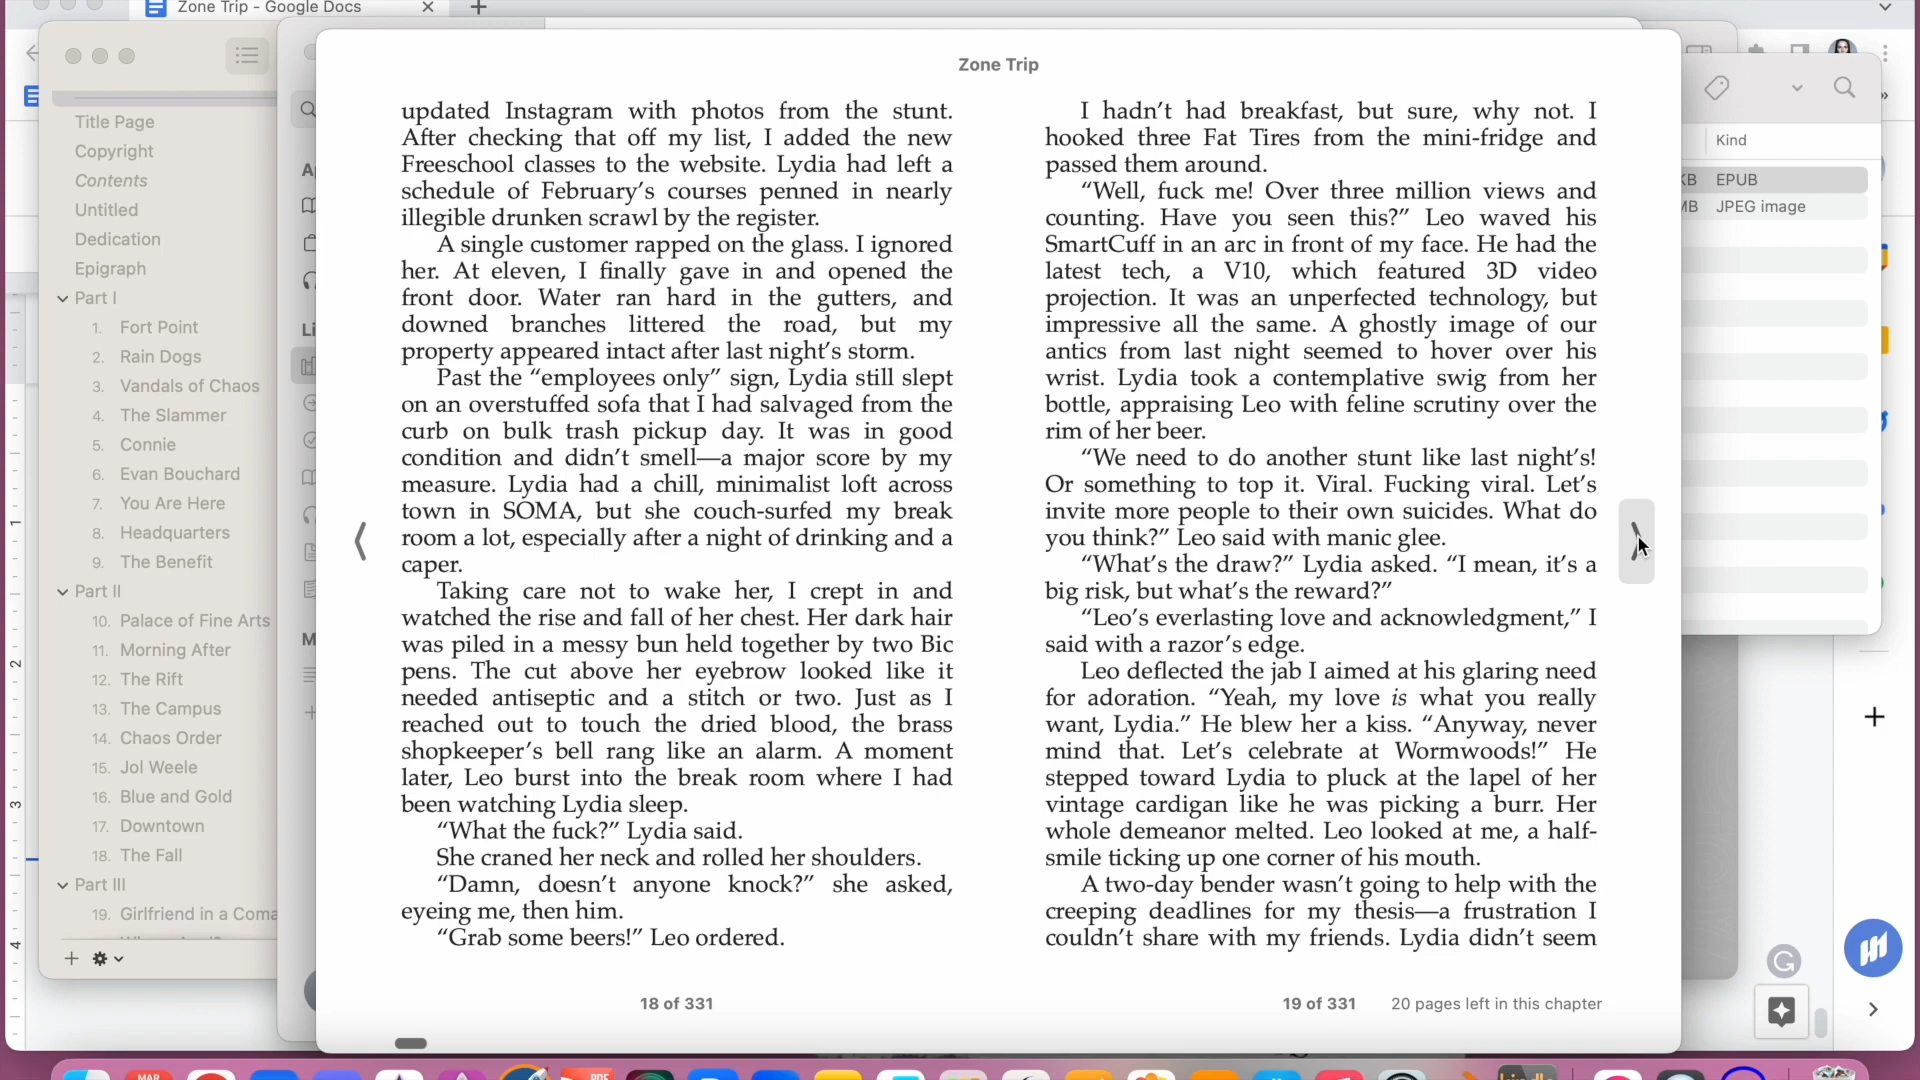 Zone Trip - Google Docs
Title Page
Copyright
Contents
Untitled
Dedication
Epigraph
Part I
1. Fort Point
2. Rain Dogs
3. Vandals of Chaos
4. The Slammer
5. Connie
6. Evan Bouchard
7. You Are Here
8. Headquarters
9. The Benefit
Part II
10. Palace of Fine Arts
11. Morning After
12. The Rift
13. The Campus
14. Chaos Order
15. Jol Weele
16. Blue and Gold
17. Downtown
18. The Fall
Part III
19. Girlfriend in a Coma
Zone Trip
updated Instagram with photos from the stunt.
After checking that off my list, I added the new
Freeschool classes to the website. Lydia had left a
schedule of February’s courses penned in nearly
illegible drunken scrawl by the register.
A single customer rapped on the glass. I ignored
her. At eleven, I finally gave in and opened the
front door. Water ran hard in the gutters, and
downed branches littered the road, but my
property appeared intact after last night’s storm.
Past the “employees only” sign, Lydia still slept
on an overstuffed sofa that I had salvaged from the
curb on bulk trash pickup day. It was in good
condition and didn’t smell—a major score by my
measure. Lydia had a chill, minimalist loft across
town in SOMA, but she couch-surfed my break
room a lot, especially after a night of drinking and a
caper.
Taking care not to wake her, I crept in and
watched the rise and fall of her chest. Her dark hair
was piled in a messy bun held together by two Bic
pens. The cut above her eyebrow looked like it
needed antiseptic and a stitch or two. Just as I
reached out to touch the dried blood, the brass
shopkeeper’s bell rang like an alarm. A moment
later, Leo burst into the break room where I had
been watching Lydia sleep.
“What the fuck?” Lydia said.
She craned her neck and rolled her shoulders.
“Damn, doesn’t anyone knock?” she asked,
eyeing me, then him.
“Grab some beers!” Leo ordered.
18 of 331
I hadn’t had breakfast, but sure, why not. I
hooked three Fat Tires from the mini-fridge and
passed them around.
“Well, fuck me! Over three million views and
counting. Have you seen this?” Leo waved his
SmartCuff in an arc in front of my face. He had the
latest tech, a V10, which featured 3D video
projection. It was an unperfected technology, but
impressive all the same. A ghostly image of our
antics from last night seemed to hover over his
wrist. Lydia took a contemplative swig from her
bottle, appraising Leo with feline scrutiny over the
rim of her beer.
“We need to do another stunt like last night’s!
Or something to top it. Viral. Fucking viral. Let’s
invite more people to their own suicides. What do
you think?” Leo said with manic glee.
“What’s the draw?” Lydia asked. “I mean, it’s a
big risk, but what’s the reward?”
“Leo’s everlasting love and acknowledgment,” I
said with a razor’s edge.
Leo deflected the jab I aimed at his glaring need
for adoration. “Yeah, my love is what you really
want, Lydia.” He blew her a kiss. “Anyway, never
mind that. Let’s celebrate at Wormwoods!” He
stepped toward Lydia to pluck at the lapel of her
vintage cardigan like he was picking a burr. Her
whole demeanor melted. Leo looked at me, a half-
smile ticking up one corner of his mouth.
A two-day bender wasn’t going to help with the
creeping deadlines for my thesis—a frustration I
couldn’t share with my friends. Lydia didn’t seem
19 of 331
20 pages left in this chapter
Kind
KB EPUB
MB JPEG image
1
2
3
4
MAR
PDF